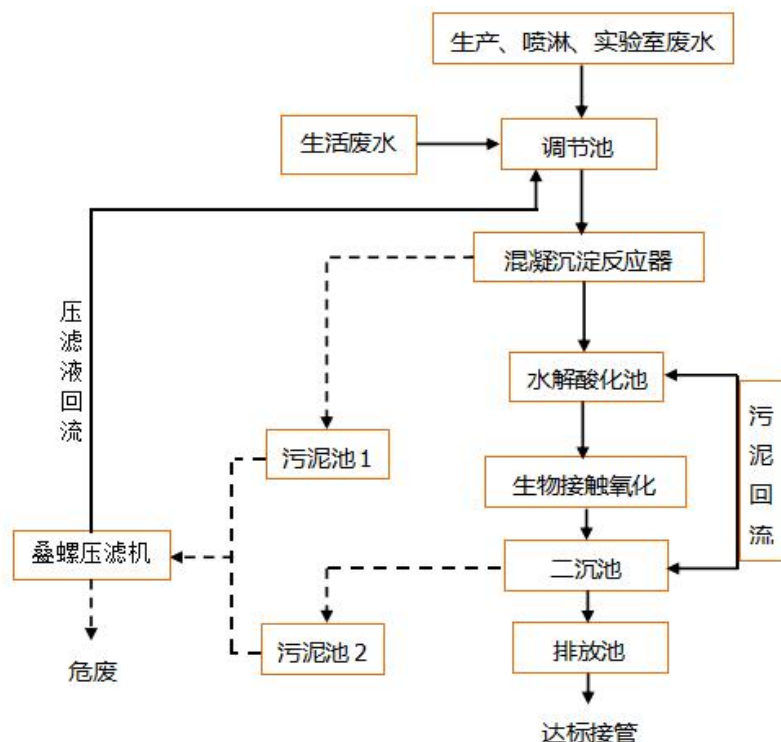 生产、喷淋、实验室废水
生活废水
调节池
混凝沉淀反应器
压滤液回流
水解酸化池
污泥回流
污泥池1
生物接触氧化
叠螺压滤机
二沉池
污泥池2
排放池
危废
达标接管